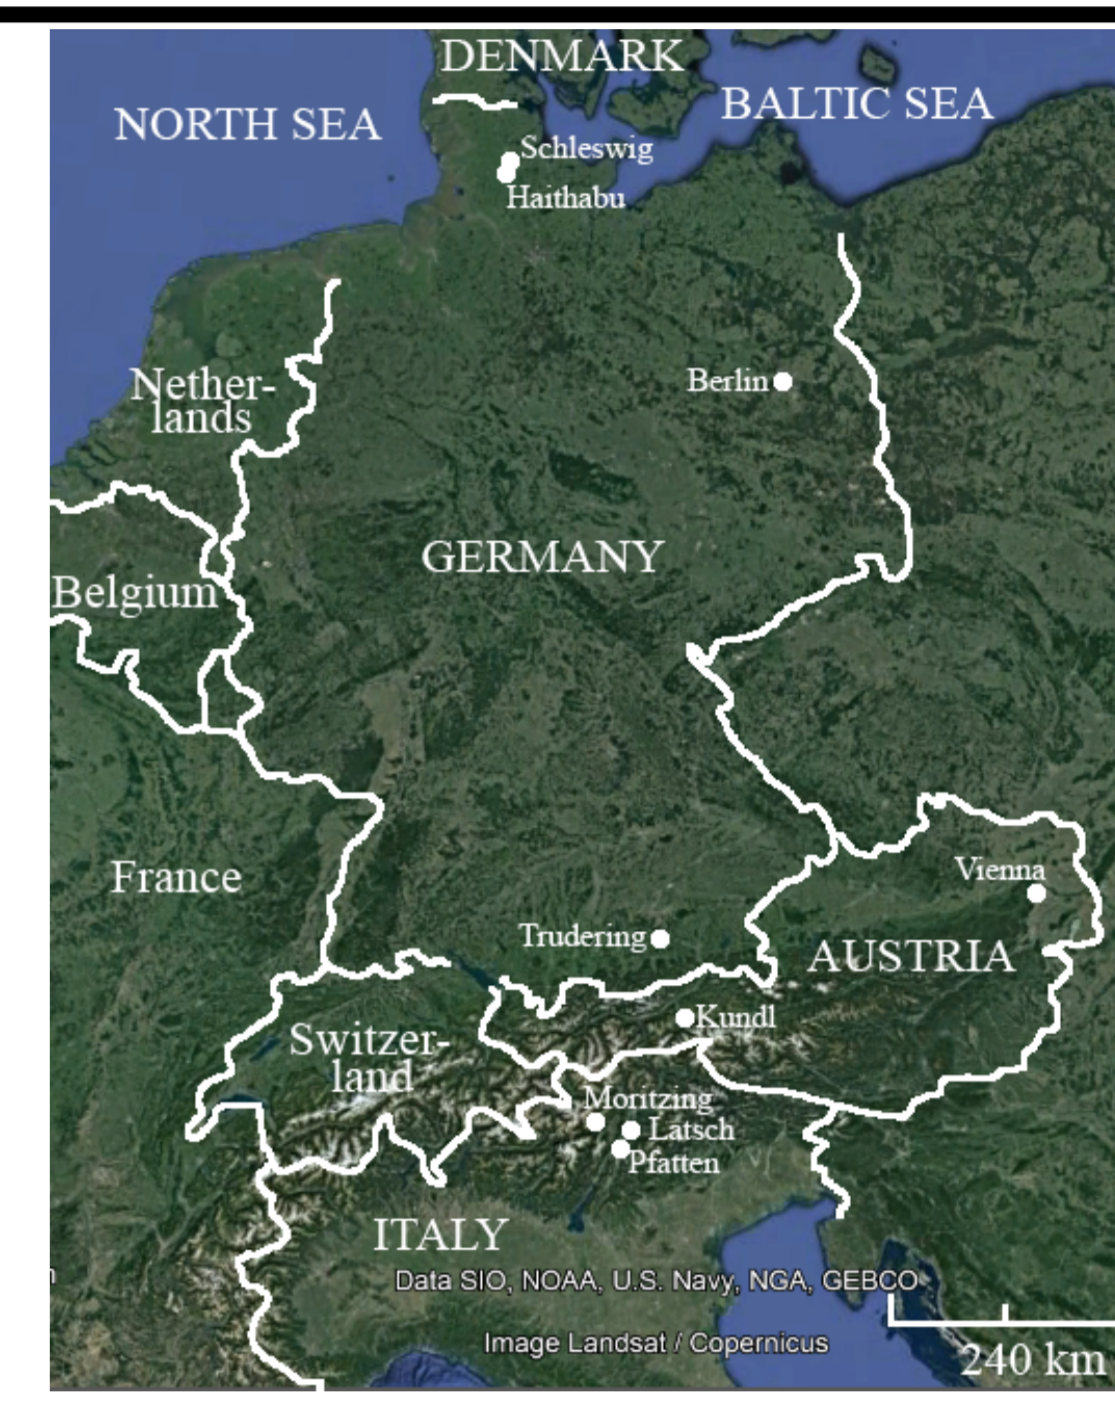 DENMARK
NORTH SEA
BALTIC SEA
Schleswig
Haithabu
Nether-
lands
Berlin
GERMANY
Belgium
France
Vienna
Trudering
AUSTRIA
Kundl
Switzer-
land
Moritzing
Latsch
Pfatten
ITALY
Data SIO, NOAA, U.S. Navy, NGA, GEBCO
Image Landsat / Copernicus
240 km